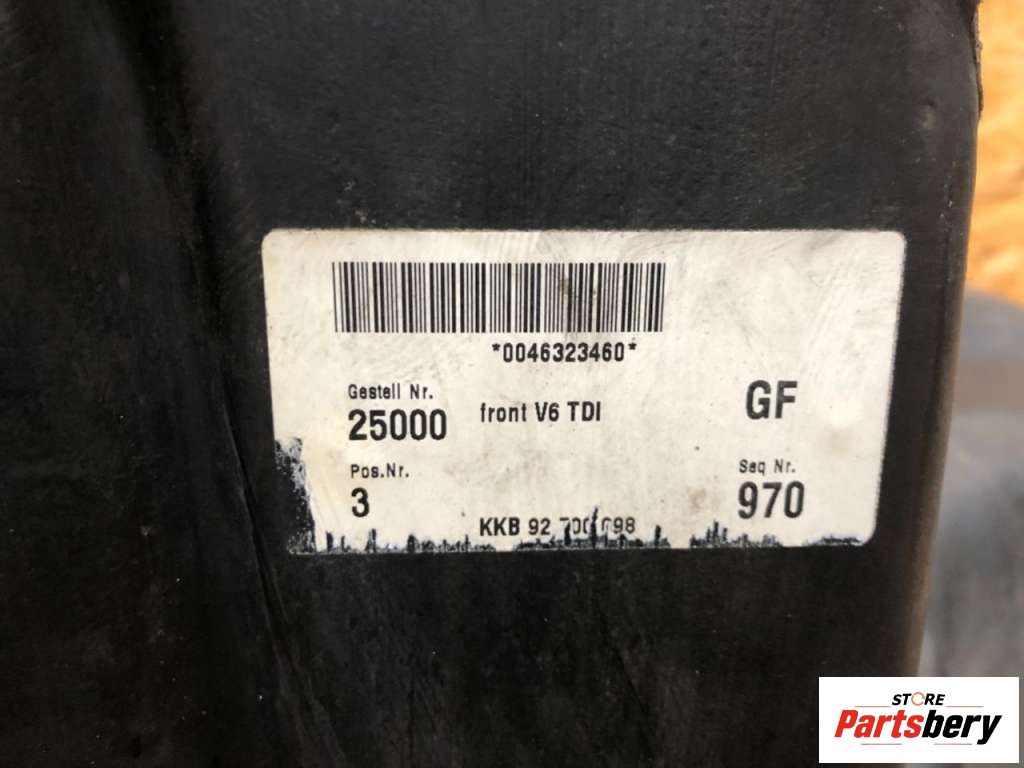 *0046323460*
Gestell Nr.
25000
front V6 TDI
GF
Pos.Nr.
3
Seq Nr.
970
KKB 92
STORE
Partsbery